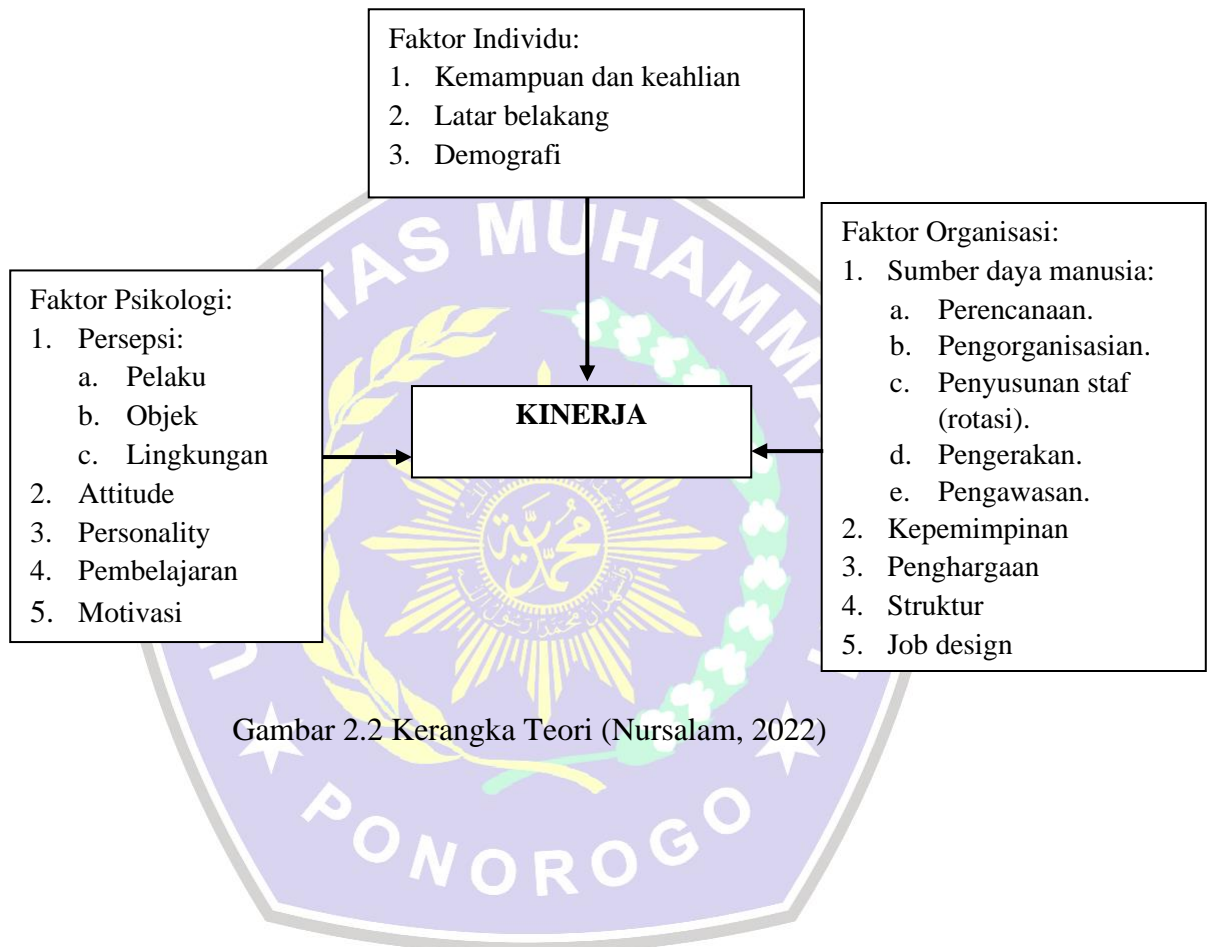 Faktor Individu:
1. Kemampuan dan keahlian
2. Latar belakang
3. Demografi
Faktor Psikologi:
1. Persepsi:
a. Pelaku
b. Objek
c. Lingkungan
2. Attitude
3. Personality
4. Pembelajaran
5. Motivasi
KINERJA
Faktor Organisasi:
1. Sumber daya manusia:
a. Perencanaan.
b. Pengorganisasian.
c. Penyusunan staf
(rotasi).
d. Pengerakan.
e. Pengawasan.
2. Kepemimpinan
3. Penghargaan
4. Struktur
5. Job design
Gambar 2.2 Kerangka Teori (Nursalam, 2022)
PONOROGO